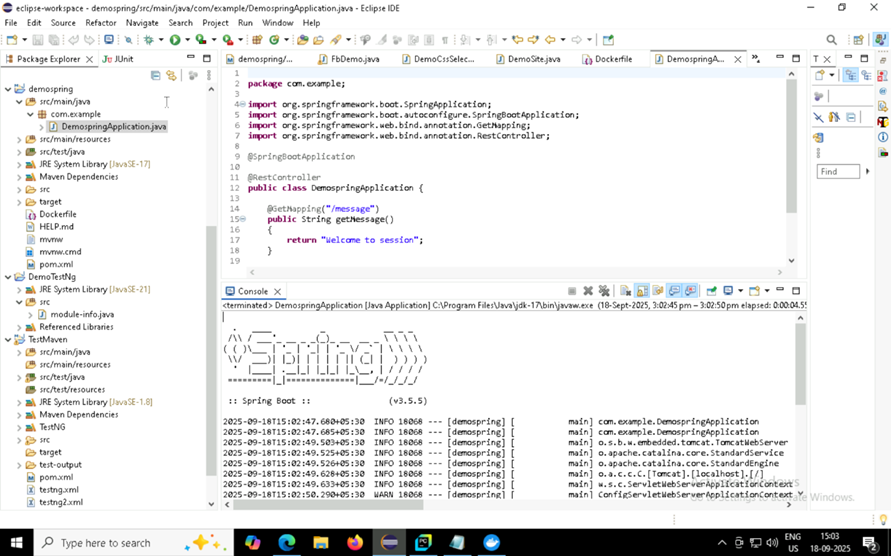 eclipse-workspace - demospring/src/main/java/com/example/DemospringApplication.java - Eclipse IDE
File Edit Source Refactor Navigate Search Project Run Window Help
Package Explorer
JUnit
demospring
src/main/java
com.example
DemospringApplication.java
src/main/resources
src/test/java
JRE System Library [JavaSE-17]
Maven Dependencies
src
target
Dockerfile
HELP.md
mvnw
mvnw.cmd
pom.xml
DemoTestNg
JRE System Library [JavaSE-21]
src
module-info.java
Referenced Libraries
TestMaven
src/main/java
src/main/resources
src/test/java
src/test/resources
JRE System Library [JavaSE-1.8]
Maven Dependencies
TestNG
src
target
test-output
pom.xml
testng.xml
testng2.xml
demospring/... FbDemo.java DemoCssSelec... DemoSite.java Dockerfile DemospringA...
1
2 package com.example;
3
4 import org.springframework.boot.SpringApplication;
5 import org.springframework.boot.autoconfigure.SpringBootApplication;
6 import org.springframework.web.bind.annotation.GetMapping;
7 import org.springframework.web.bind.annotation.RestController;
8
9 @SpringBootApplication
10
11 @RestController
12 public class DemospringApplication {
13
14 @GetMapping("/message")
15 public String getMessage()
16 {
17 return "Welcome to session";
18 }
19
T
Find
Console
<terminated> DemospringApplication [Java Application] C:\Program Files\Java\jdk-17\bin\javaw.exe (18-Sept-2025, 3:02:45 pm – 3:02:50 pm elapsed: 0:00:04.55
:: Spring Boot :: (v3.5.5)
2025-09-18T15:02:47.680+05:30 INFO 18068 --- [demospring] [ main] com.example.DemospringApplication
2025-09-18T15:02:47.685+05:30 INFO 18068 --- [demospring] [ main] com.example.DemospringApplication
2025-09-18T15:02:49.503+05:30 INFO 18068 --- [demospring] [ main] o.s.b.w.embedded.tomcat.TomcatWebServer
2025-09-18T15:02:49.525+05:30 INFO 18068 --- [demospring] [ main] o.apache.catalina.core.StandardService
2025-09-18T15:02:49.526+05:30 INFO 18068 --- [demospring] [ main] o.apache.catalina.core.StandardEngine
2025-09-18T15:02:49.628+05:30 INFO 18068 --- [demospring] [ main] o.a.c.c.C.[Tomcat].[localhost].[/]
2025-09-18T15:02:49.633+05:30 INFO 18068 --- [demospring] [ main] w.s.c.ServletWebServerApplicationContext
2025-09-18T15:02:50.290+05:30 WARN 18068 --- [demospring] [ main] ConfigServletWebServerApplicationContext
Activate Windows
Go to Settings to activate Windows.
Type here to search
ENG
US
15:03
18-09-2025